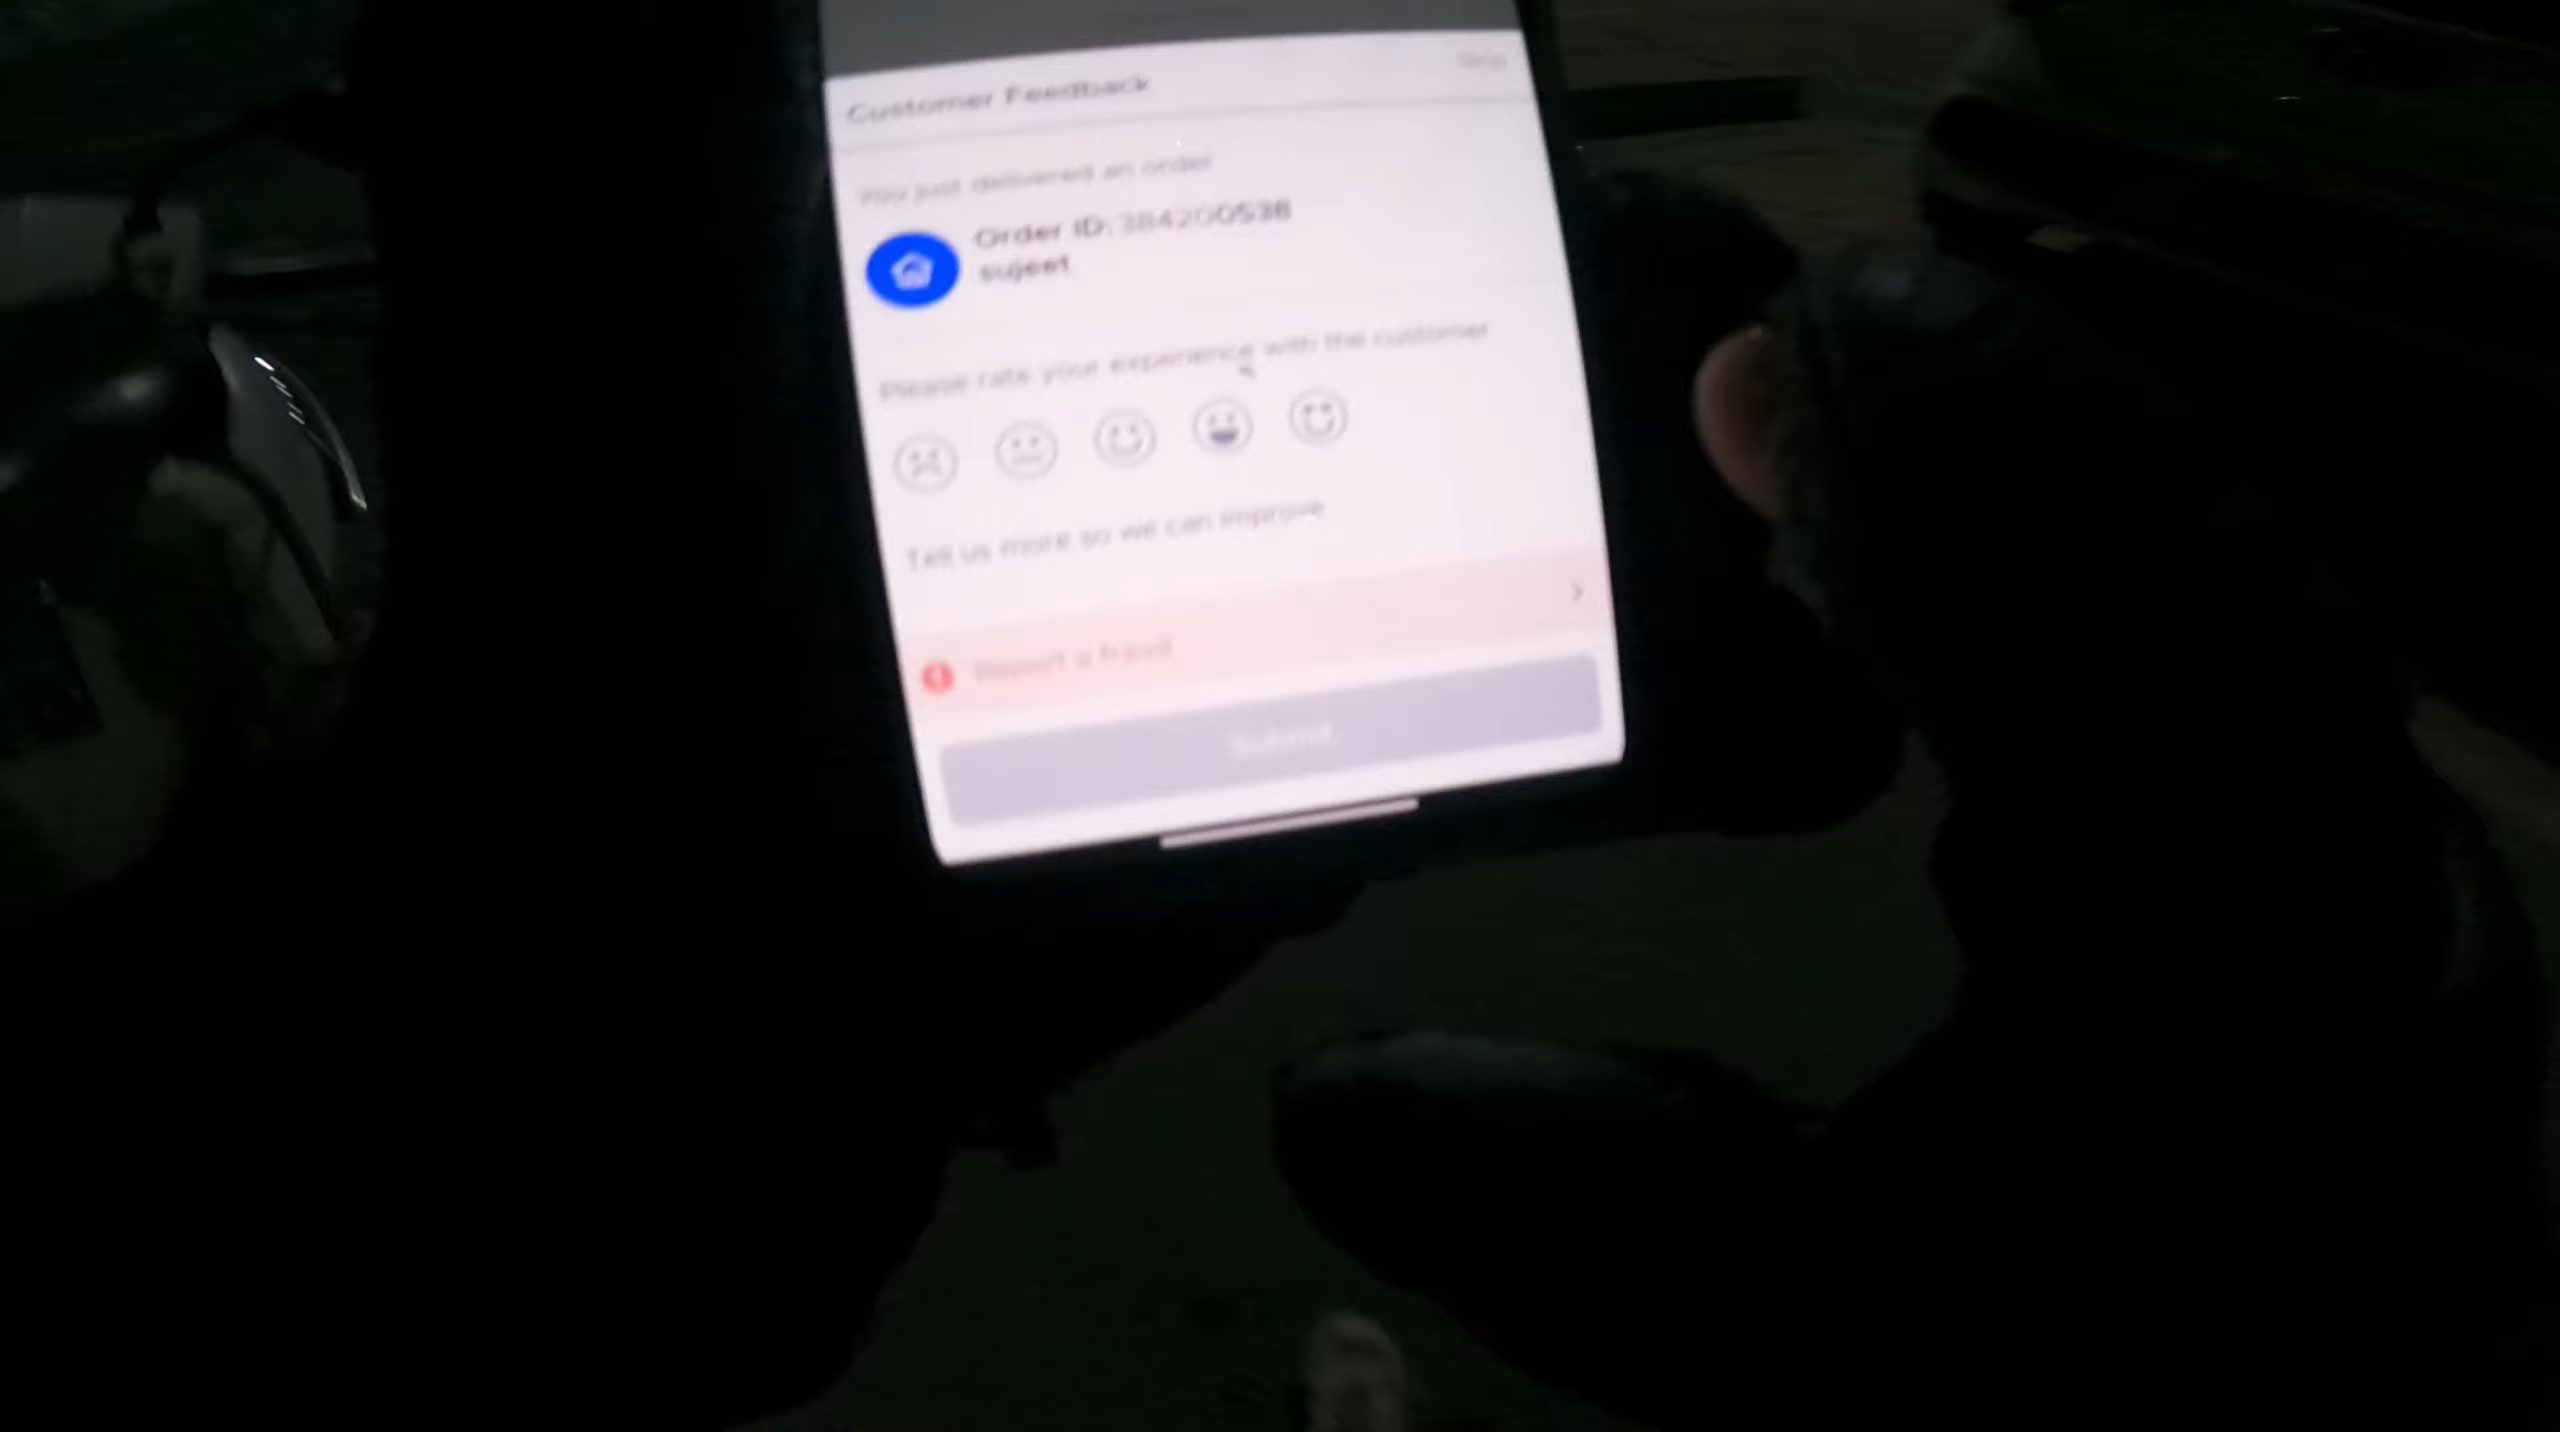 Customer Feedback
Skip
You just delivered an order
Order ID: 384200538
sujeet
Please rate your experience with the customer
Tell us more so we can improve
Report a fraud
Submit